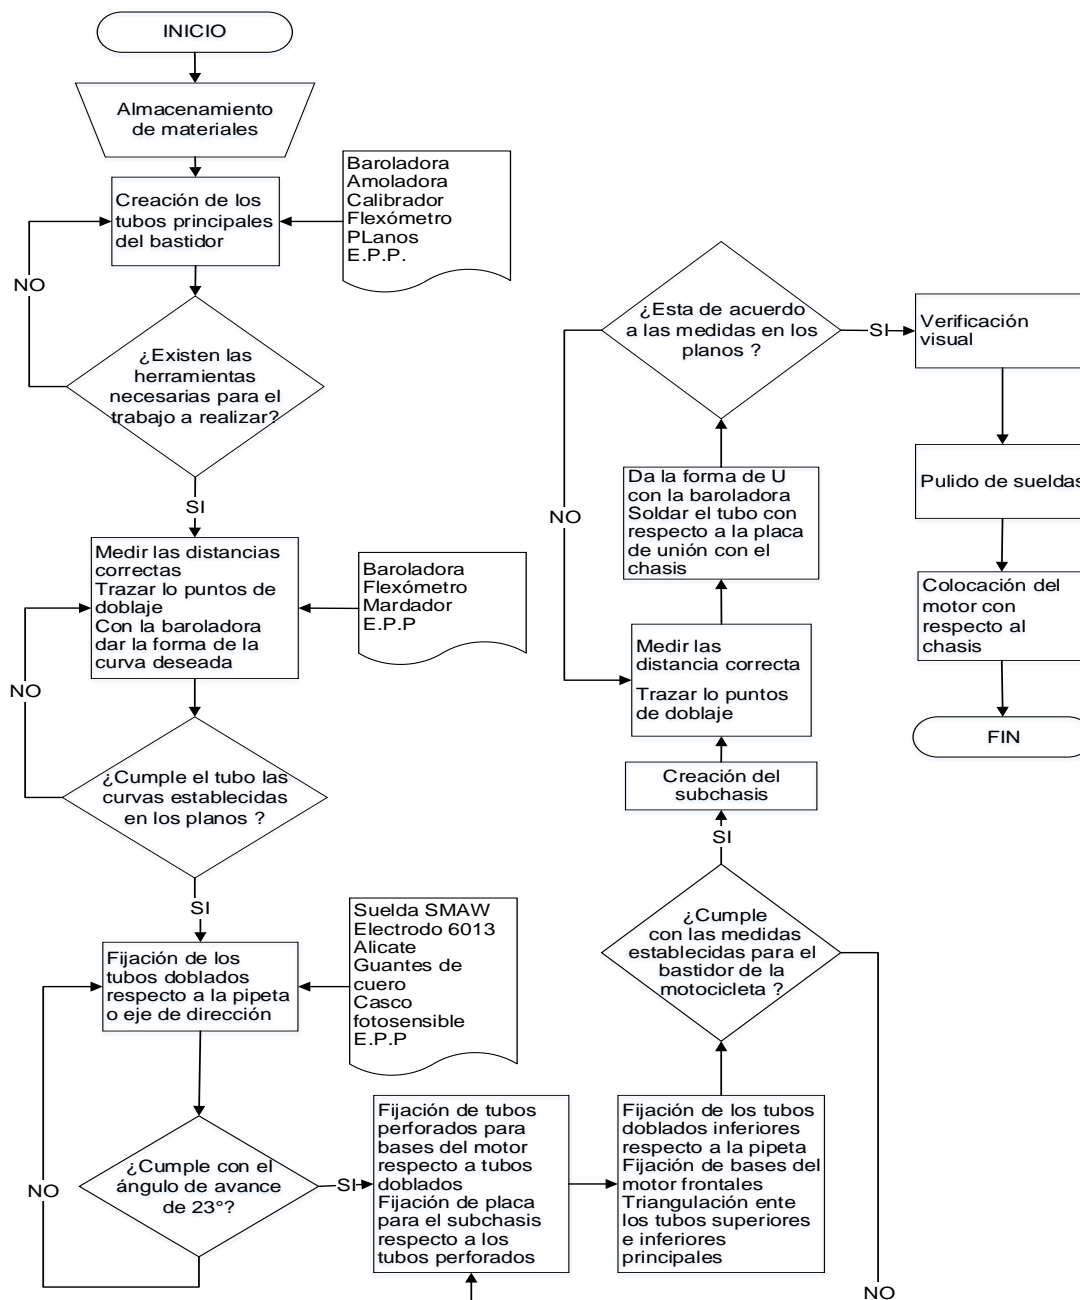 INICIO
Almacenamiento
de materiales
Creación de los
tubos principales
del bastidor
Baroladora
Amoladora
Calibrador
Flexómetro
PLanos
E.P.P.
NO
¿Existen las
herramientas
necesarias para el
trabajo a realizar?
SI
Medir las distancias
correctas
Trazar lo puntos de
doblaje
Con la baroladora
dar la forma de la
curva deseada
Baroladora
Flexómetro
Mardador
E.P.P
NO
¿Cumple el tubo las
curvas establecidas
en los planos ?
SI
Fijación de los
tubos doblados
respecto a la pipeta
o eje de dirección
Suelda SMAW
Electrodo 6013
Alicate
Guantes de
cuero
Casco
fotosensible
E.P.P
NO
¿Cumple con el
ángulo de avance
de 23°?
SI
Fijación de tubos
perforados para
bases del motor
respecto a tubos
doblados
Fijación de placa
para el subchasis
respecto a los
tubos perforados
Fijación de los tubos
doblados inferiores
respecto a la pipeta
Fijación de bases del
motor frontales
Triangulación ente
los tubos superiores
e inferiores
principales
¿Cumple
con las medidas
establecidas para el
bastidor de la
motocicleta ?
NO
SI
Creación del
subchasis
Medir las
distancia correcta
Trazar lo puntos
de doblaje
Da la forma de U
con la baroladora
Soldar el tubo con
respecto a la placa
de unión con el
chasis
NO
¿Esta de acuerdo
a las medidas en los
planos ?
SI
Verificación
visual
Pulido de sueldas
Colocación del
motor con
respecto al
chasis
FIN